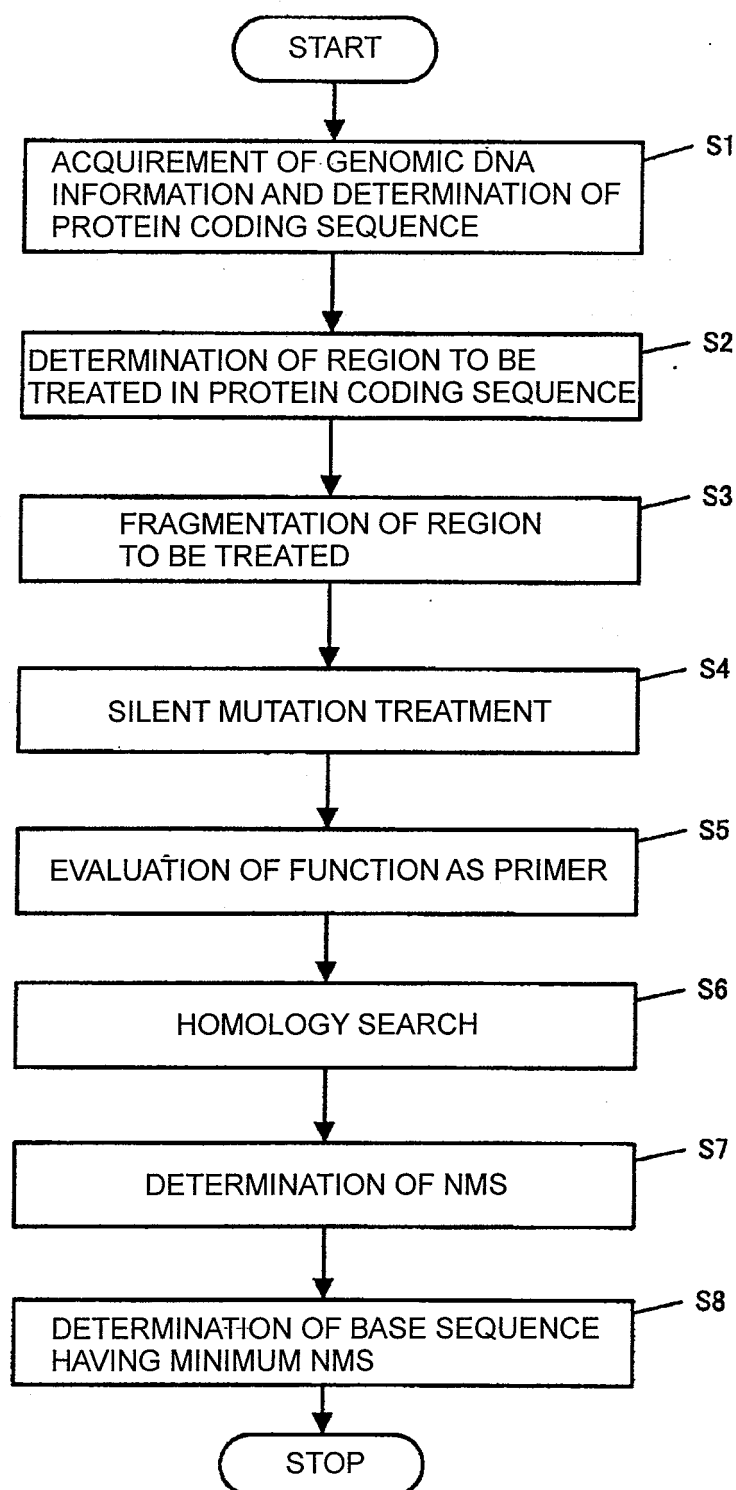 START
S1
ACQUIREMENT OF GENOMIC DNA
INFORMATION AND DETERMINATION OF
PROTEIN CODING SEQUENCE
S2
DETERMINATION OF REGION TO BE
TREATED IN PROTEIN CODING SEQUENCE
S3
FRAGMENTATION OF REGION
TO BE TREATED
S4
SILENT MUTATION TREATMENT
S5
EVALUATION OF FUNCTION AS PRIMER
S6
HOMOLOGY SEARCH
S7
DETERMINATION OF NMS
S8
DETERMINATION OF BASE SEQUENCE
HAVING MINIMUM NMS
STOP